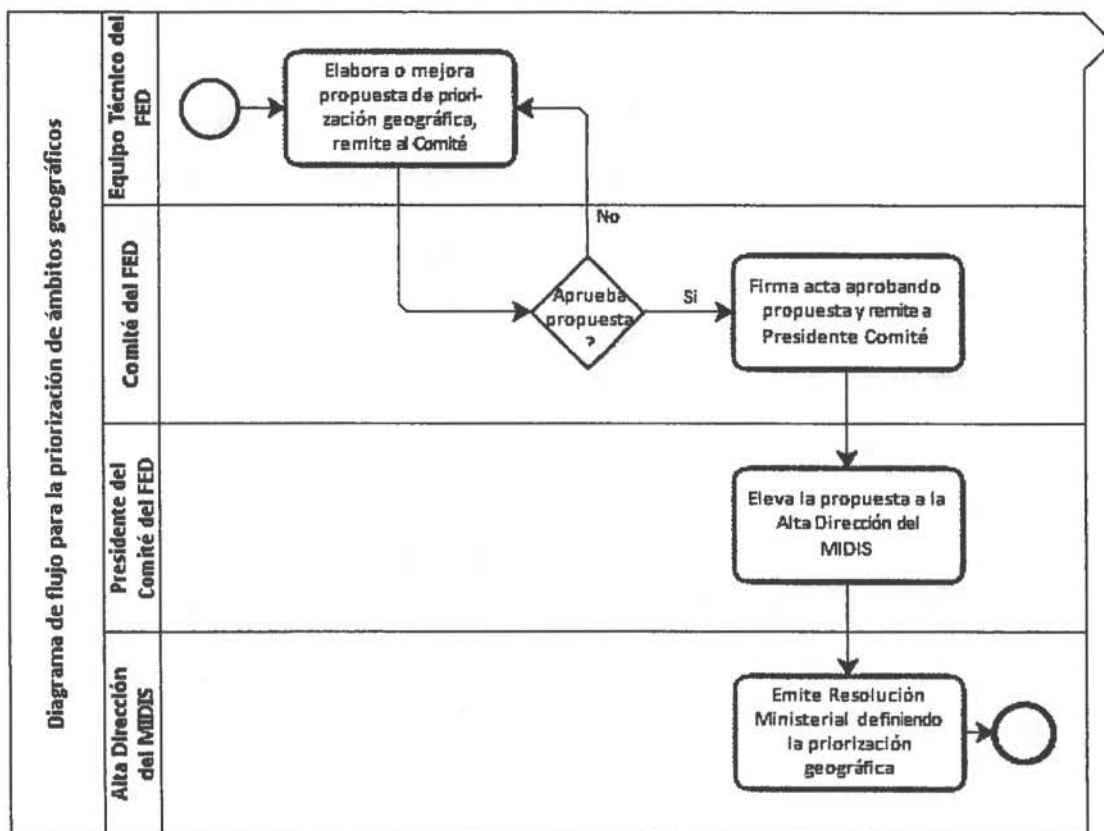 Diagrama de flujo para la priorización de ámbitos geográficos
Equipo Técnico del
FED
Elabora o mejora
propuesta de priori-
zación geográfica,
remite al Comité
Comité del FED
Aprueba
propuesta
?
No
Si
Firma acta aprobando
propuesta y remite a
Presidente Comité
Presidente del
Comité del FED
Eleva la propuesta a la
Alta Dirección del
MIDIS
Alta Dirección
del MIDIS
Emite Resolución
Ministerial definiendo
la priorización
geográfica